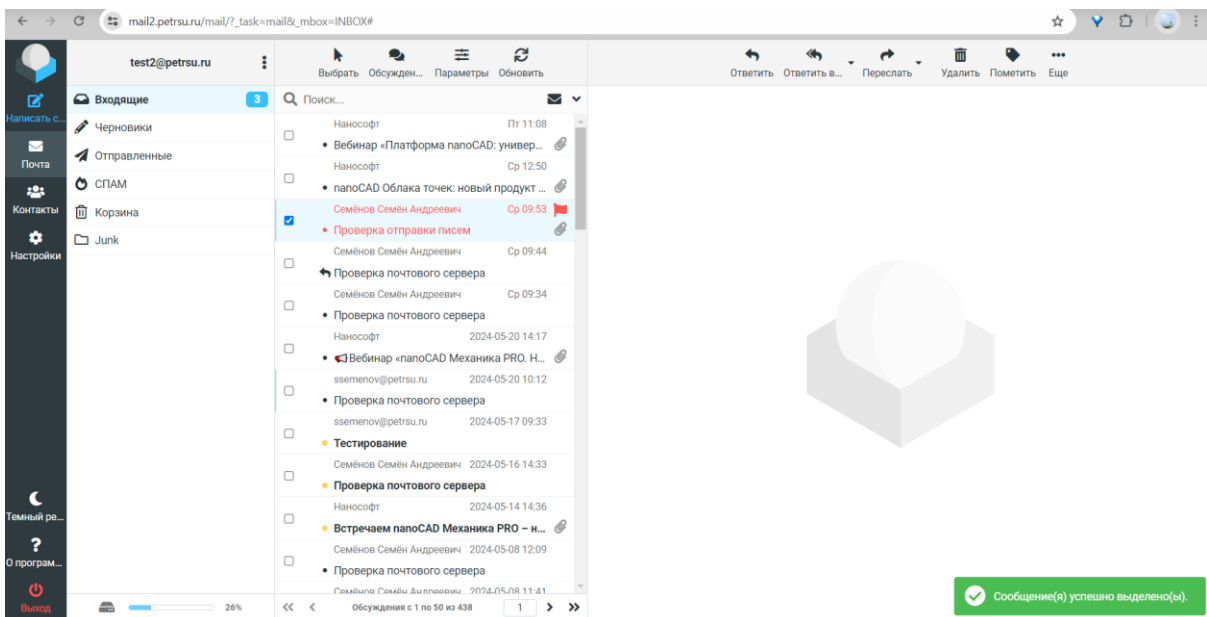 mail2.petrsu.ru/mail/?_task=mail&_mbox=INBOX#
test2@petrsu.ru
Выбрать Обсужден... Параметры Обновить
Ответить Ответить в... Переслать Удалить Пометить Еще
Написать с...
Почта
Контакты
Настройки
Темный ре...
О програм...
Выход
Входящие 3
Черновики
Отправленные
СПАМ
Корзина
Junk
26%
Поиск...
Нанософт Пт 11:08
Вебинар «Платформа nanoCAD: универ...
Нанософт Ср 12:50
nanoCAD Облака точек: новый продукт ...
Семёнов Семён Андреевич Ср 09:53
Проверка отправки писем
Семёнов Семён Андреевич Ср 09:44
Проверка почтового сервера
Семёнов Семён Андреевич Ср 09:34
Проверка почтового сервера
Нанософт 2024-05-20 14:17
Вебинар «nanoCAD Механика PRO. Н...
ssemenov@petrsu.ru 2024-05-20 10:12
Проверка почтового сервера
ssemenov@petrsu.ru 2024-05-17 09:33
Тестирование
Семёнов Семён Андреевич 2024-05-16 14:33
Проверка почтового сервера
Нанософт 2024-05-14 14:36
Встречаем nanoCAD Механика PRO – н...
Семёнов Семён Андреевич 2024-05-08 12:09
Проверка почтового сервера
Семёнов Семён Андреевич 2024-05-08 11:41
Обсуждения с 1 по 50 из 438 1
Сообщение(я) успешно выделено(ы).